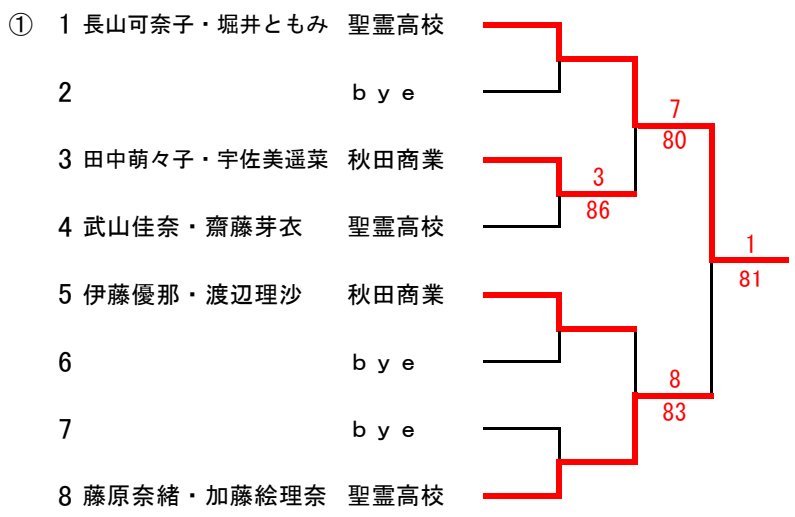 ① 1 長山可奈子・堀井ともみ 聖霊高校
2 ｂｙｅ
7
80
3 田中萌々子・宇佐美遥菜 秋田商業
3
86
4 武山佳奈・齋藤芽衣 聖霊高校
1
81
5 伊藤優那・渡辺理沙 秋田商業
6 ｂｙｅ
8
83
7 ｂｙｅ
8 藤原奈緒・加藤絵理奈 聖霊高校